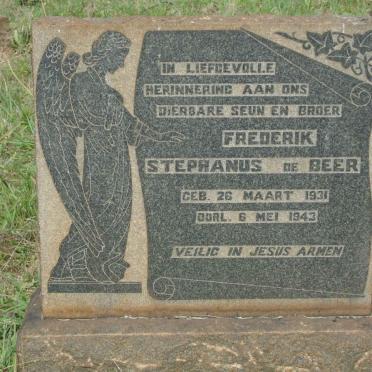 IN LIEFDEVOLLE
HERINNERING AAN ONS
DIERBARE SEUN EN BROER
FREDERIK
STEPHANUS DE BEER
GEB. 26 MAART 1931
OORL. 6 MEI 1943
VEILIG IN JESUS ARMEN